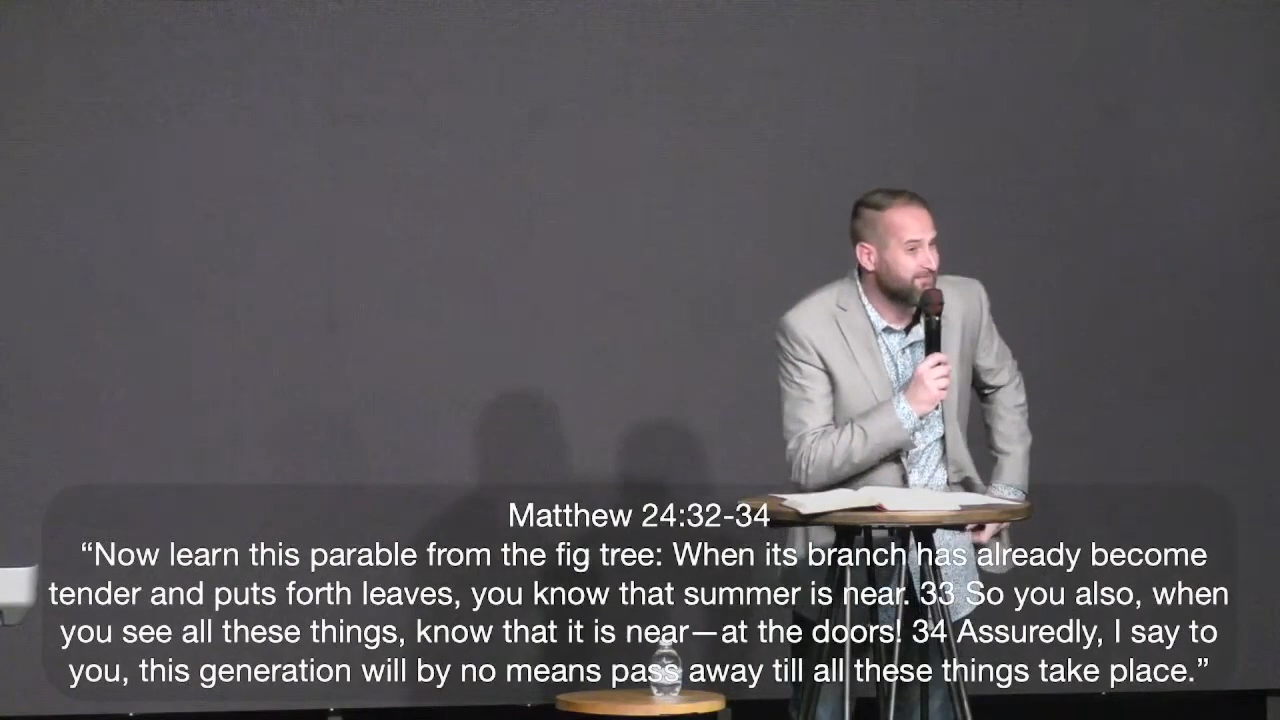 Matthew 24:32-34
“Now learn this parable from the fig tree: When its branch has already become
tender and puts forth leaves, you know that summer is near. 33 So you also, when
you see all these things, know that it is near—at the doors! 34 Assuredly, I say to
you, this generation will by no means pass away till all these things take place.”